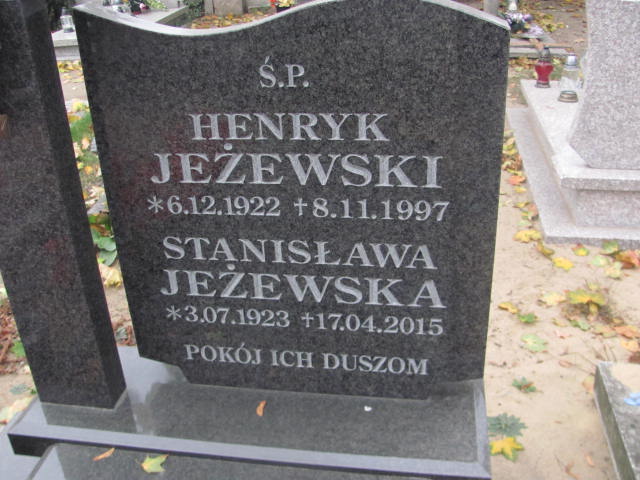 Ś.P.
HENRYK
JEŻEWSKI
*6.12.1922 †8.11.1997
STANISŁAWA
JEŻEWSKA
*3.07.1923 †17.04.2015
POKÓJ ICH DUSZOM